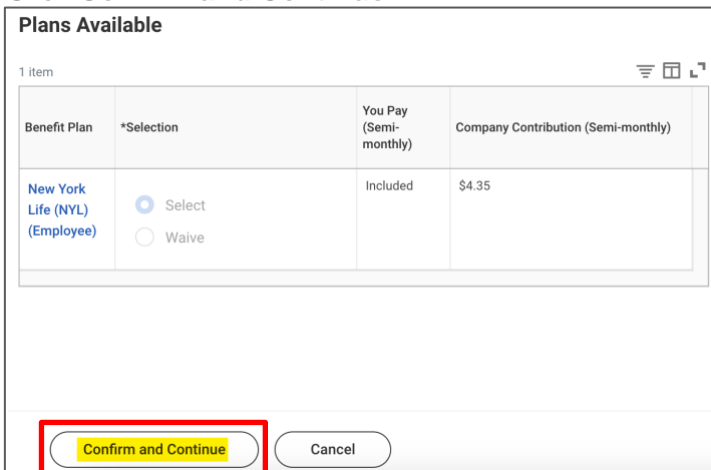 Plans Available
1 item
Benefit Plan
*Selection
You Pay
(Semi-
monthly)
Company Contribution (Semi-monthly)
New York
Life (NYL)
(Employee)
Select
Waive
Included
$4.35
Confirm and Continue
Cancel